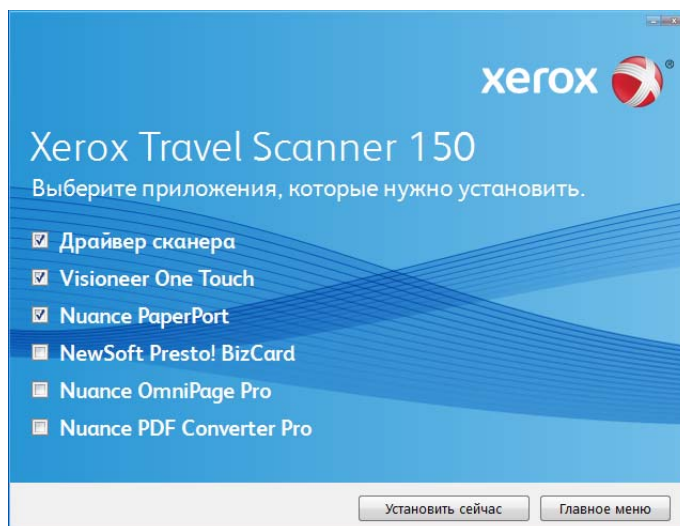 xerox ®
Xerox Travel Scanner 150
Выберите приложения, которые нужно установить.
Драйвер сканера
Visioneer One Touch
Nuance PaperPort
NewSoft Presto! BizCard
Nuance OmniPage Pro
Nuance PDF Converter Pro
Установить сейчас
Главное меню